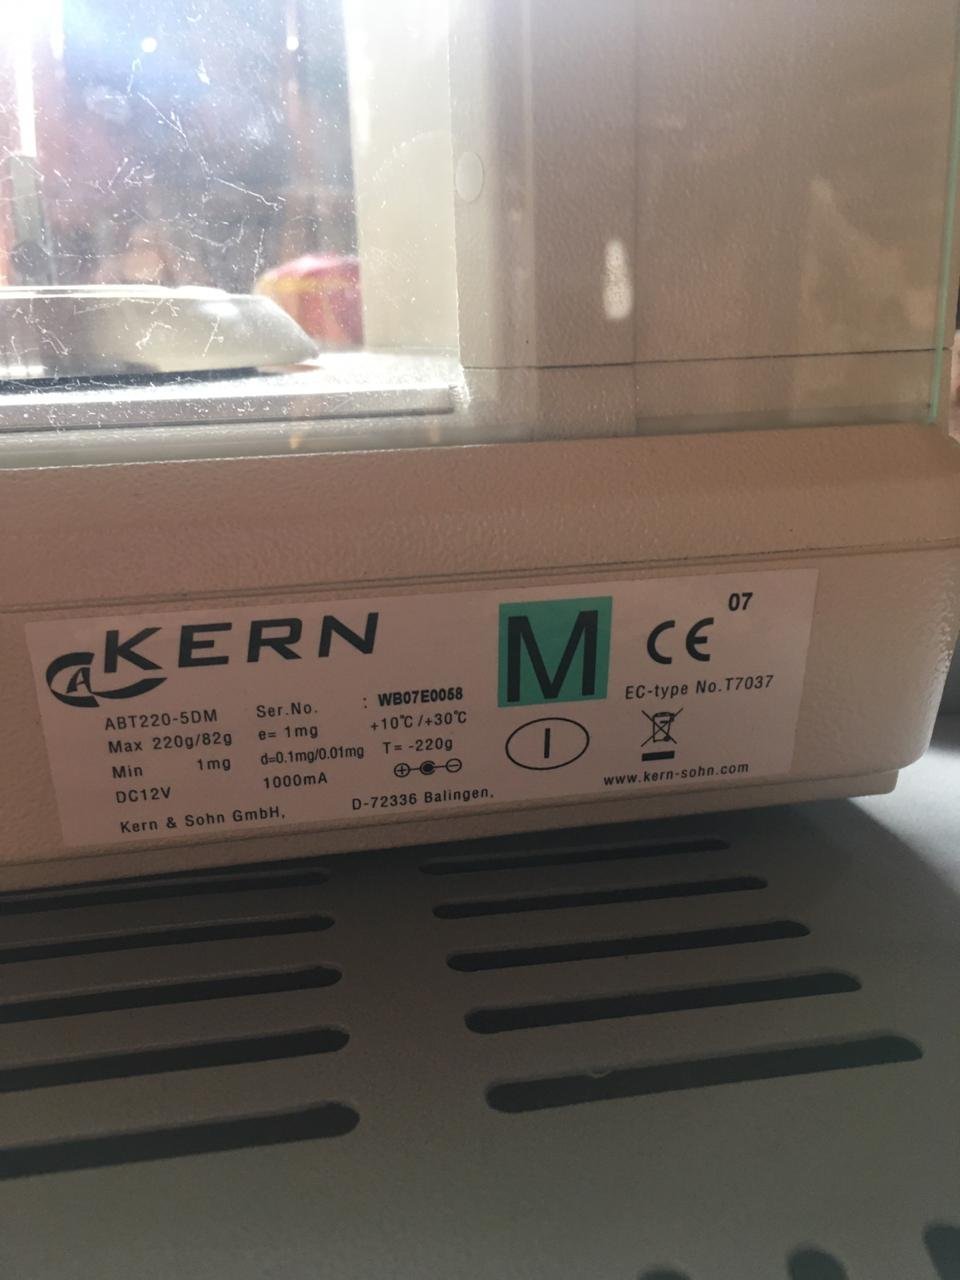 KERN
ABT220-5DM Ser.No. : WB07E0058
Max 220g/82g e= 1mg +10℃/+30℃
Min 1mg d=0.1mg/0.01mg T= -220g
DC12V 1000mA
Kern & Sohn GmbH, D-72336 Balingen,
M
I
CE 07
EC-type No.T7037
www.kern-sohn.com